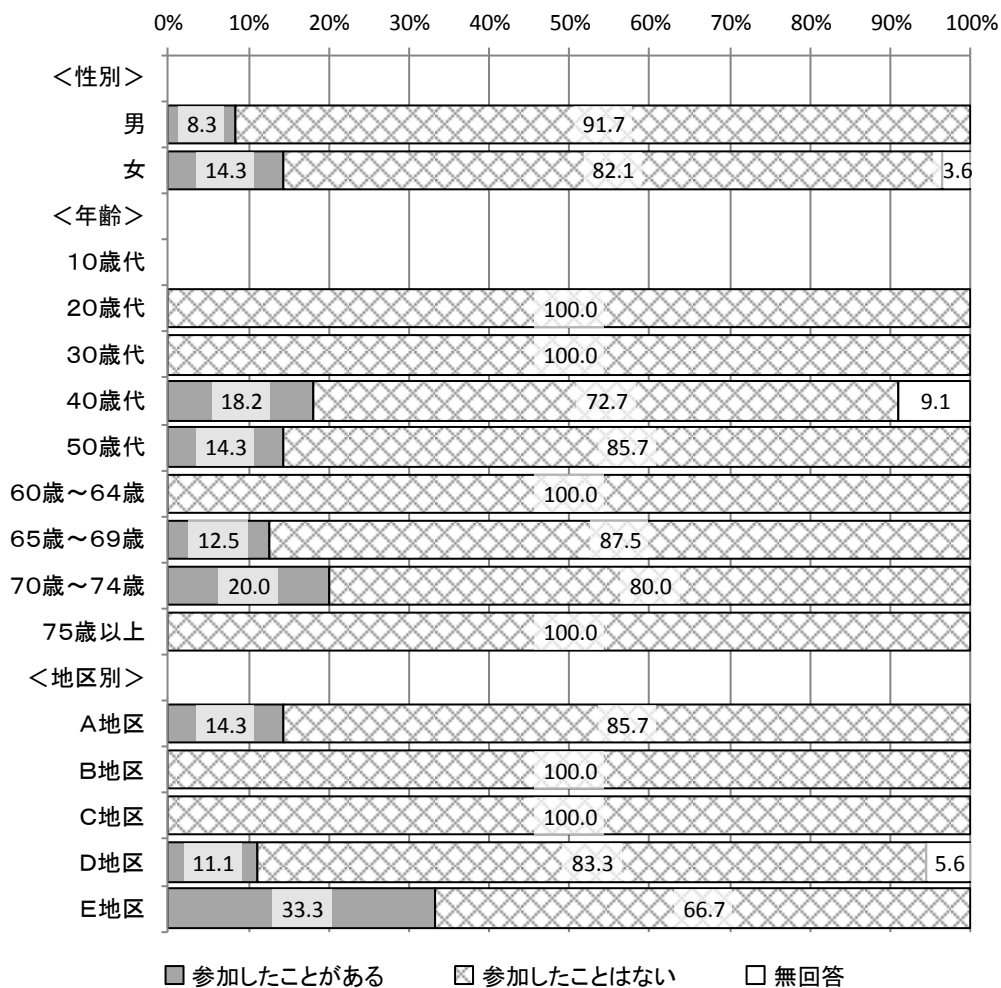 0% 10% 20% 30% 40% 50% 60% 70% 80% 90% 100%
＜性別＞
男 8.3 91.7
女 14.3 82.1 3.6
＜年齢＞
10歳代
20歳代 100.0
30歳代 100.0
40歳代 18.2 72.7 9.1
50歳代 14.3 85.7
60歳～64歳 100.0
65歳～69歳 12.5 87.5
70歳～74歳 20.0 80.0
75歳以上 100.0
＜地区別＞
A地区 14.3 85.7
B地区 100.0
C地区 100.0
D地区 11.1 83.3 5.6
E地区 33.3 66.7
参加したことがある 参加したことはない 無回答